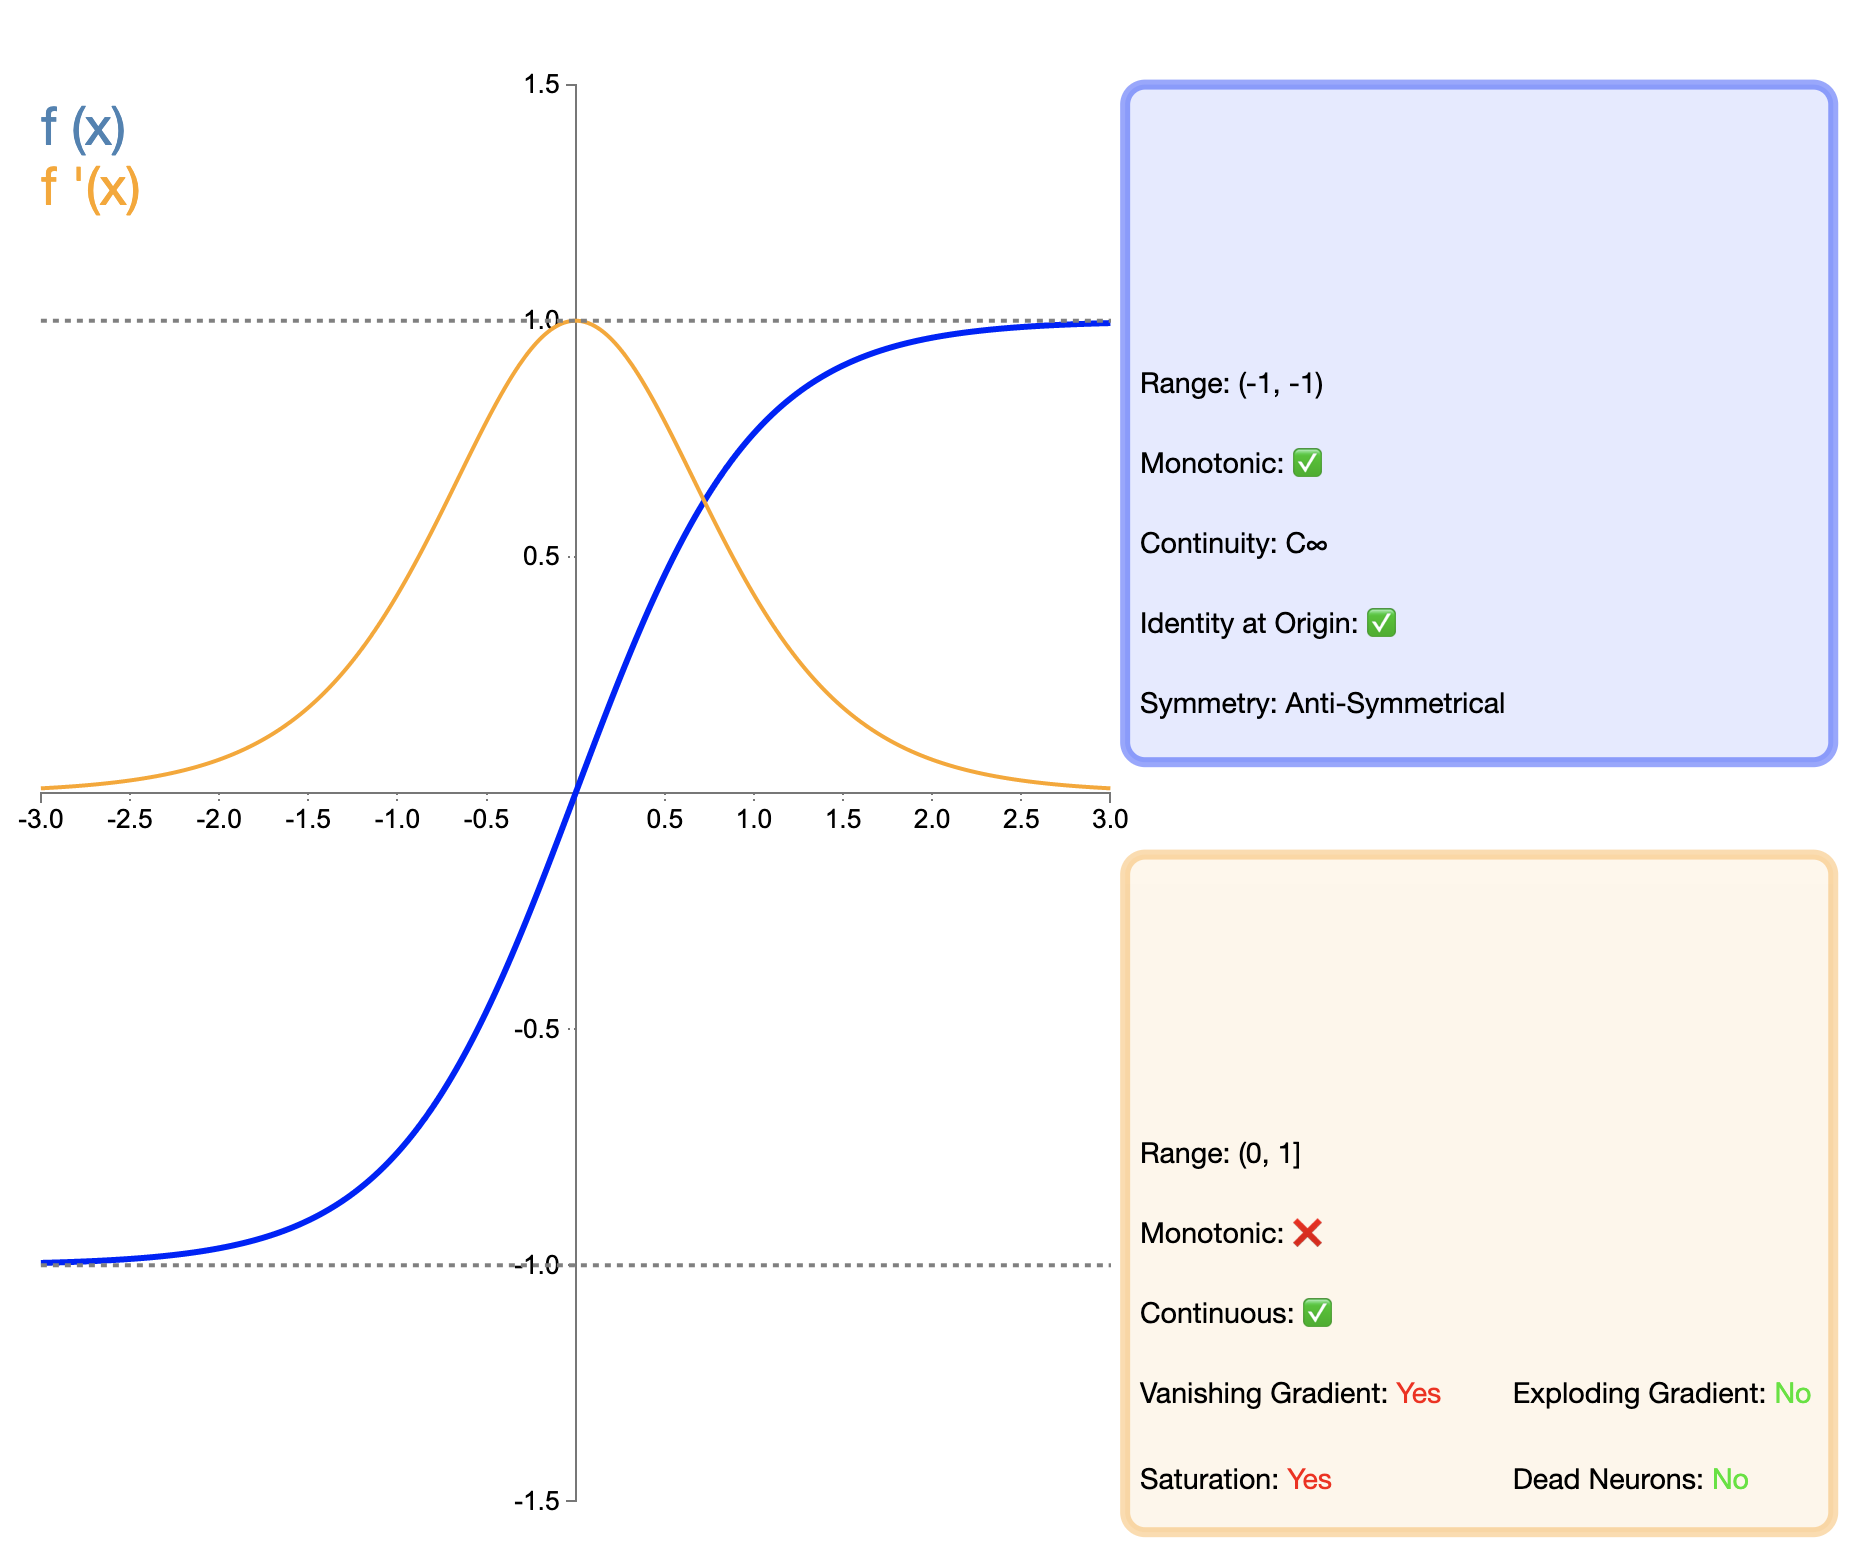 f (x)
f '(x)
1.5
1.0
0.5
-0.5
-1.0
-1.5
-3.0 -2.5 -2.0 -1.5 -1.0 -0.5 0.5 1.0 1.5 2.0 2.5 3.0
Range: (-1, -1)
Monotonic: ✅
Continuity: C∞
Identity at Origin: ✅
Symmetry: Anti-Symmetrical
Range: (0, 1]
Monotonic: ❌
Continuous: ✅
Vanishing Gradient: Yes Exploding Gradient: No
Saturation: Yes Dead Neurons: No